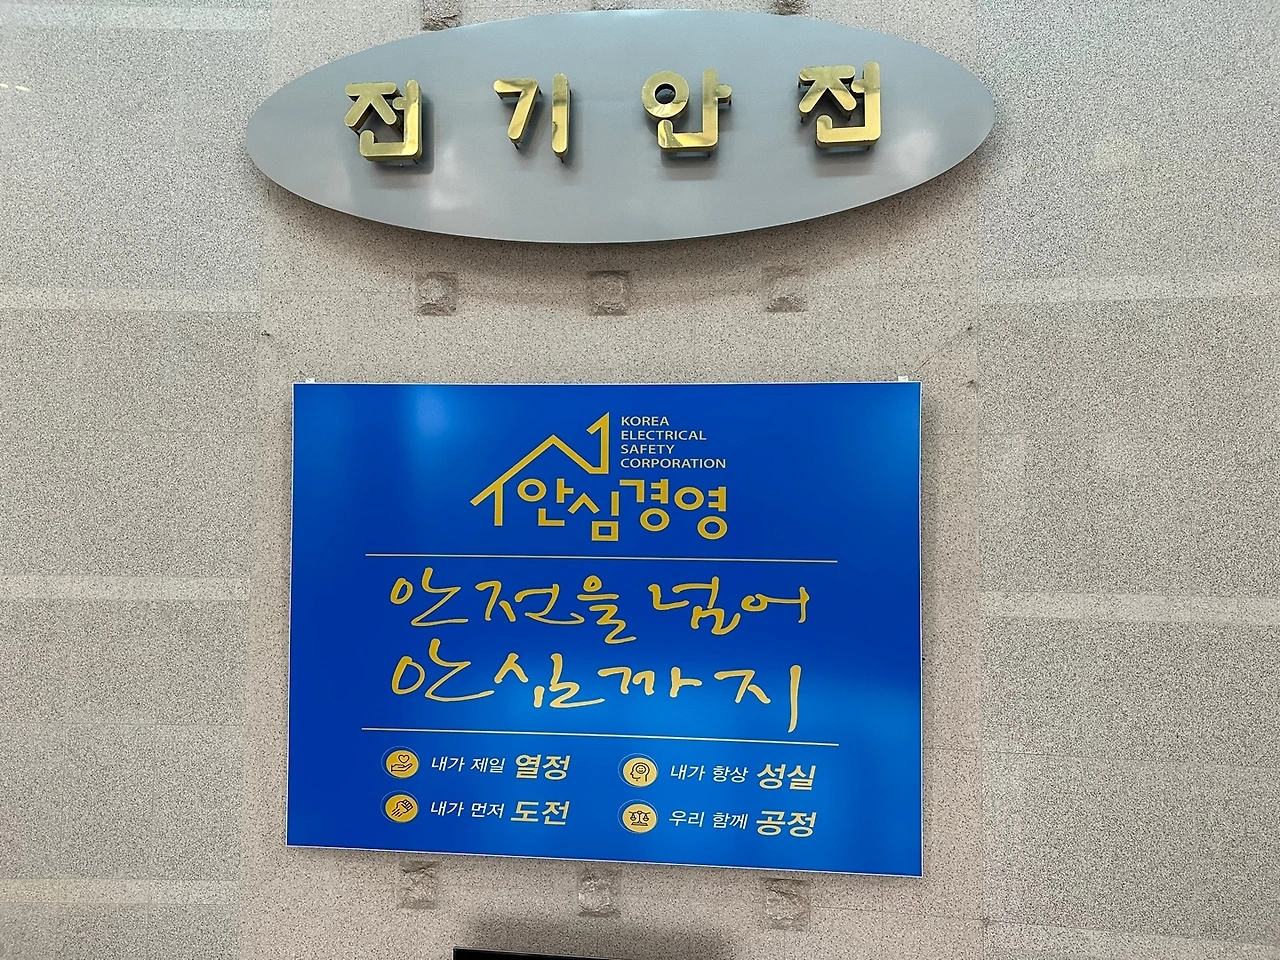 전기안전
KOREA
ELECTRICAL
SAFETY
CORPORATION
안심경영
안전을 넘어
안심까지
내가 제일 열정
내가 항상 성실
내가 먼저 도전
우리 함께 공정